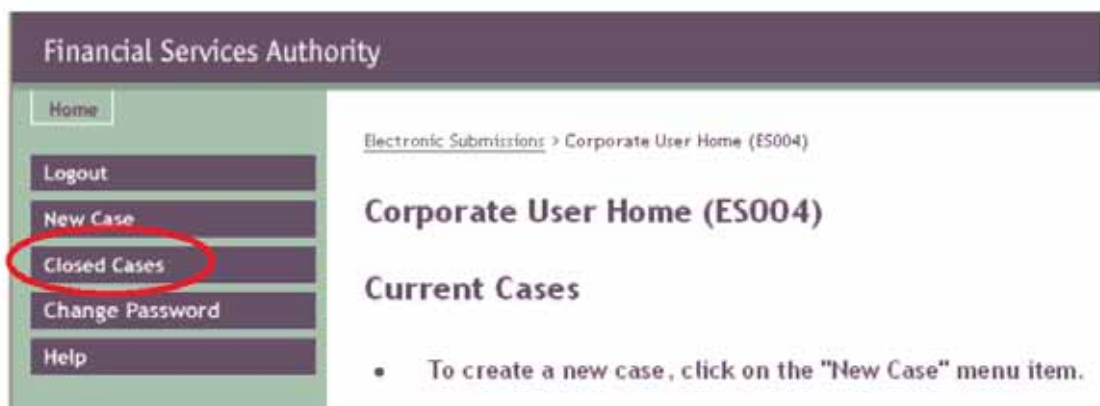 Financial Services Authority
Home
Logout
New Case
Closed Cases
Change Password
Help
Electronic Submissions > Corporate User Home (ES004)
Corporate User Home (ES004)
Current Cases
• To create a new case, click on the "New Case" menu item.